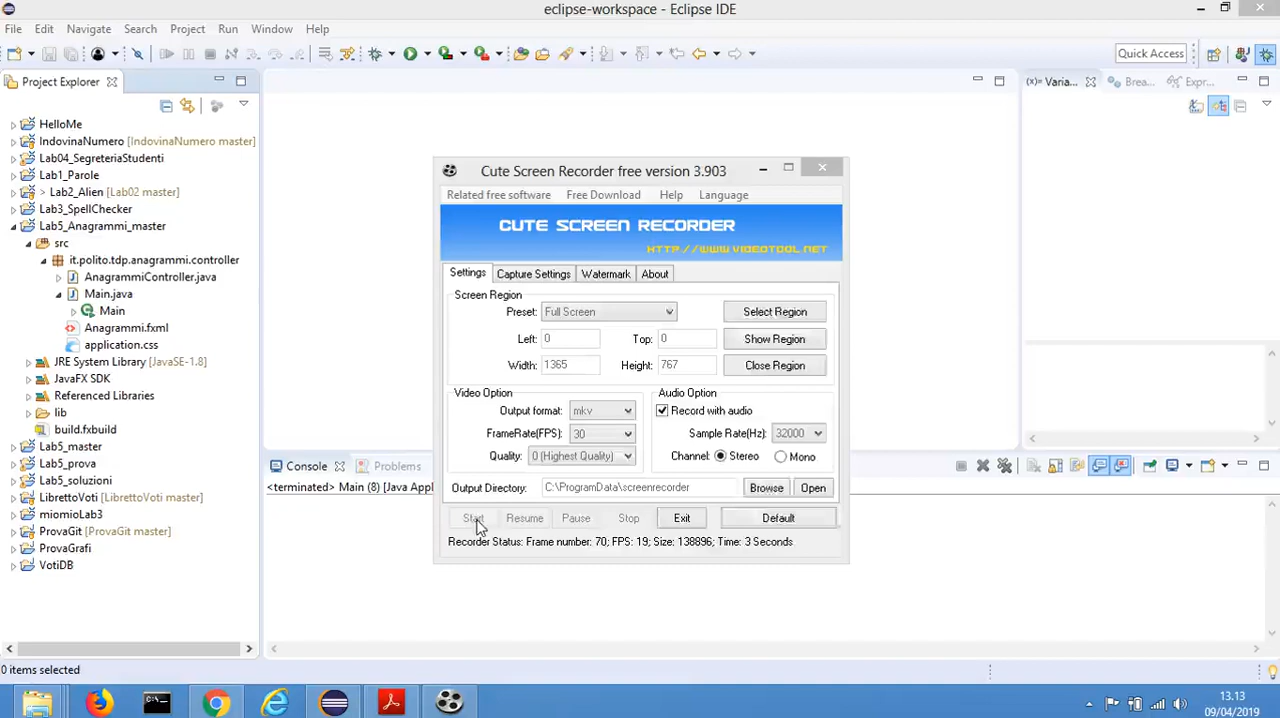 eclipse-workspace - Eclipse IDE
File Edit Navigate Search Project Run Window Help
Quick Access
Project Explorer
(x)= Varia... Brea... Expr...
HelloMe
IndovinaNumero [IndovinaNumero master]
Lab04_SegreteriaStudenti
Lab1_Parole
> Lab2_Alien [Lab02 master]
Lab3_SpellChecker
Lab5_Anagrammi_master
src
it.polito.tdp.anagrammi.controller
AnagrammiController.java
Main.java
Main
Anagrammi.fxml
application.css
JRE System Library [JavaSE-1.8]
JavaFX SDK
Referenced Libraries
lib
build.fxbuild
Lab5_master
Lab5_prova
Lab5_soluzioni
LibrettoVoti [LibrettoVoti master]
miomioLab3
ProvaGit [ProvaGit master]
ProvaGrafi
VotiDB
Cute Screen Recorder free version 3.903
Related free software Free Download Help Language
CUTE SCREEN RECORDER
HTTP://WWW.VIDEOTOOL.NET
Settings Capture Settings Watermark About
Screen Region
Preset: Full Screen Select Region
Left: 0 Top: 0 Show Region
Width: 1365 Height: 767 Close Region
Video Option Audio Option
Output format: mkv Record with audio
FrameRate(FPS): 30 Sample Rate(Hz): 32000
Quality: 0 (Highest Quality) Channel: Stereo Mono
Output Directory: C:\ProgramData\screenrecorder Browse Open
Start Resume Pause Stop Exit Default
Recorder Status: Frame number: 70; FPS: 19; Size: 138896; Time: 3 Seconds
Console Problems
<terminated> Main (8) [Java Appl
0 items selected
13.13
09/04/2019